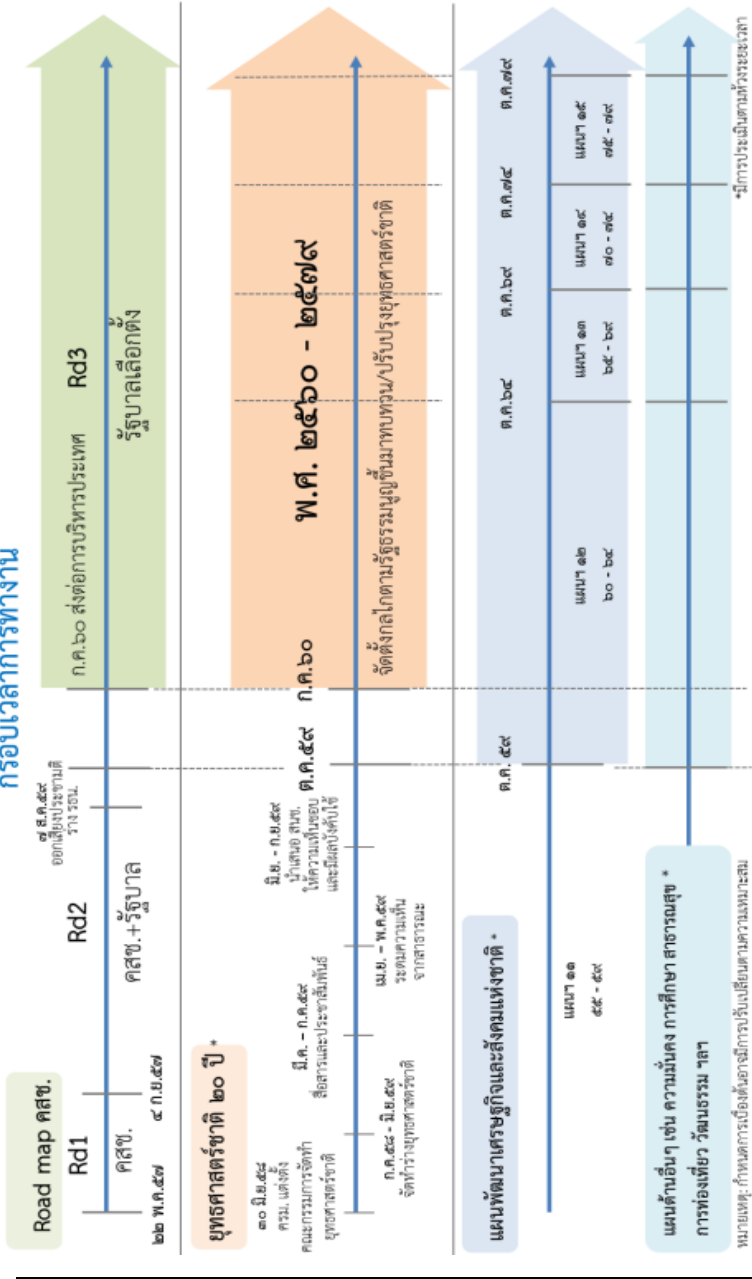 กรอบเวลาการทำงาน
Road map คสช.
Rd1
คสช.
๒๒ พ.ค.๕๗
๔ ก.ย.๕๗
Rd2
คสช.+รัฐบาล
๗ ส.ค.๕๙
ออกเสียงประชามติ
ร่าง รธน.
ก.ค.๖๐ ส่งต่อการบริหารประเทศ
Rd3
รัฐบาลเลือกตั้ง
ยุทธศาสตร์ชาติ ๒๐ ปี *
๓๐ มิ.ย.๕๘
ครม. แต่งตั้ง
คณะกรรมการจัดทำ
ยุทธศาสตร์ชาติ
ก.ค.๕๘ - มิ.ย.๕๙
จัดทำร่างยุทธศาสตร์ชาติ
มี.ค. – ก.ค.๕๙
สื่อสารและประชาสัมพันธ์
เม.ย. – พ.ค.๕๙
ระดมความเห็น
จากสาธารณะ
มิ.ย. - ก.ย.๕๙
นำเสนอ สนช.
ให้ความเห็นชอบ
และมีผลบังคับใช้
ต.ค.๕๙
ก.ค.๖๐
พ.ศ. ๒๕๖๐ - ๒๕๗๙
จัดตั้งกลไกตามรัฐธรรมนูญขึ้นมาทบทวน/ปรับปรุงยุทธศาสตร์ชาติ
แผนพัฒนาเศรษฐกิจและสังคมแห่งชาติ *
แผนฯ ๑๑
๕๕ - ๕๙
ต.ค. ๕๙
แผนฯ ๑๒
๖๐ - ๖๔
ต.ค.๖๔
แผนฯ ๑๓
๖๕ - ๖๙
ต.ค.๖๙
แผนฯ ๑๔
๗๐ - ๗๔
ต.ค.๗๔
แผนฯ ๑๕
๗๕ - ๗๙
ต.ค.๗๙
แผนด้านอื่นๆ เช่น ความมั่นคง การศึกษา สาธารณสุข *
การท่องเที่ยว วัฒนธรรม ฯลฯ
หมายเหตุ: กำหนดการเบื้องต้นอาจมีการปรับเปลี่ยนตามความเหมาะสม
*มีการประเมินตามห้วงระยะเวลา